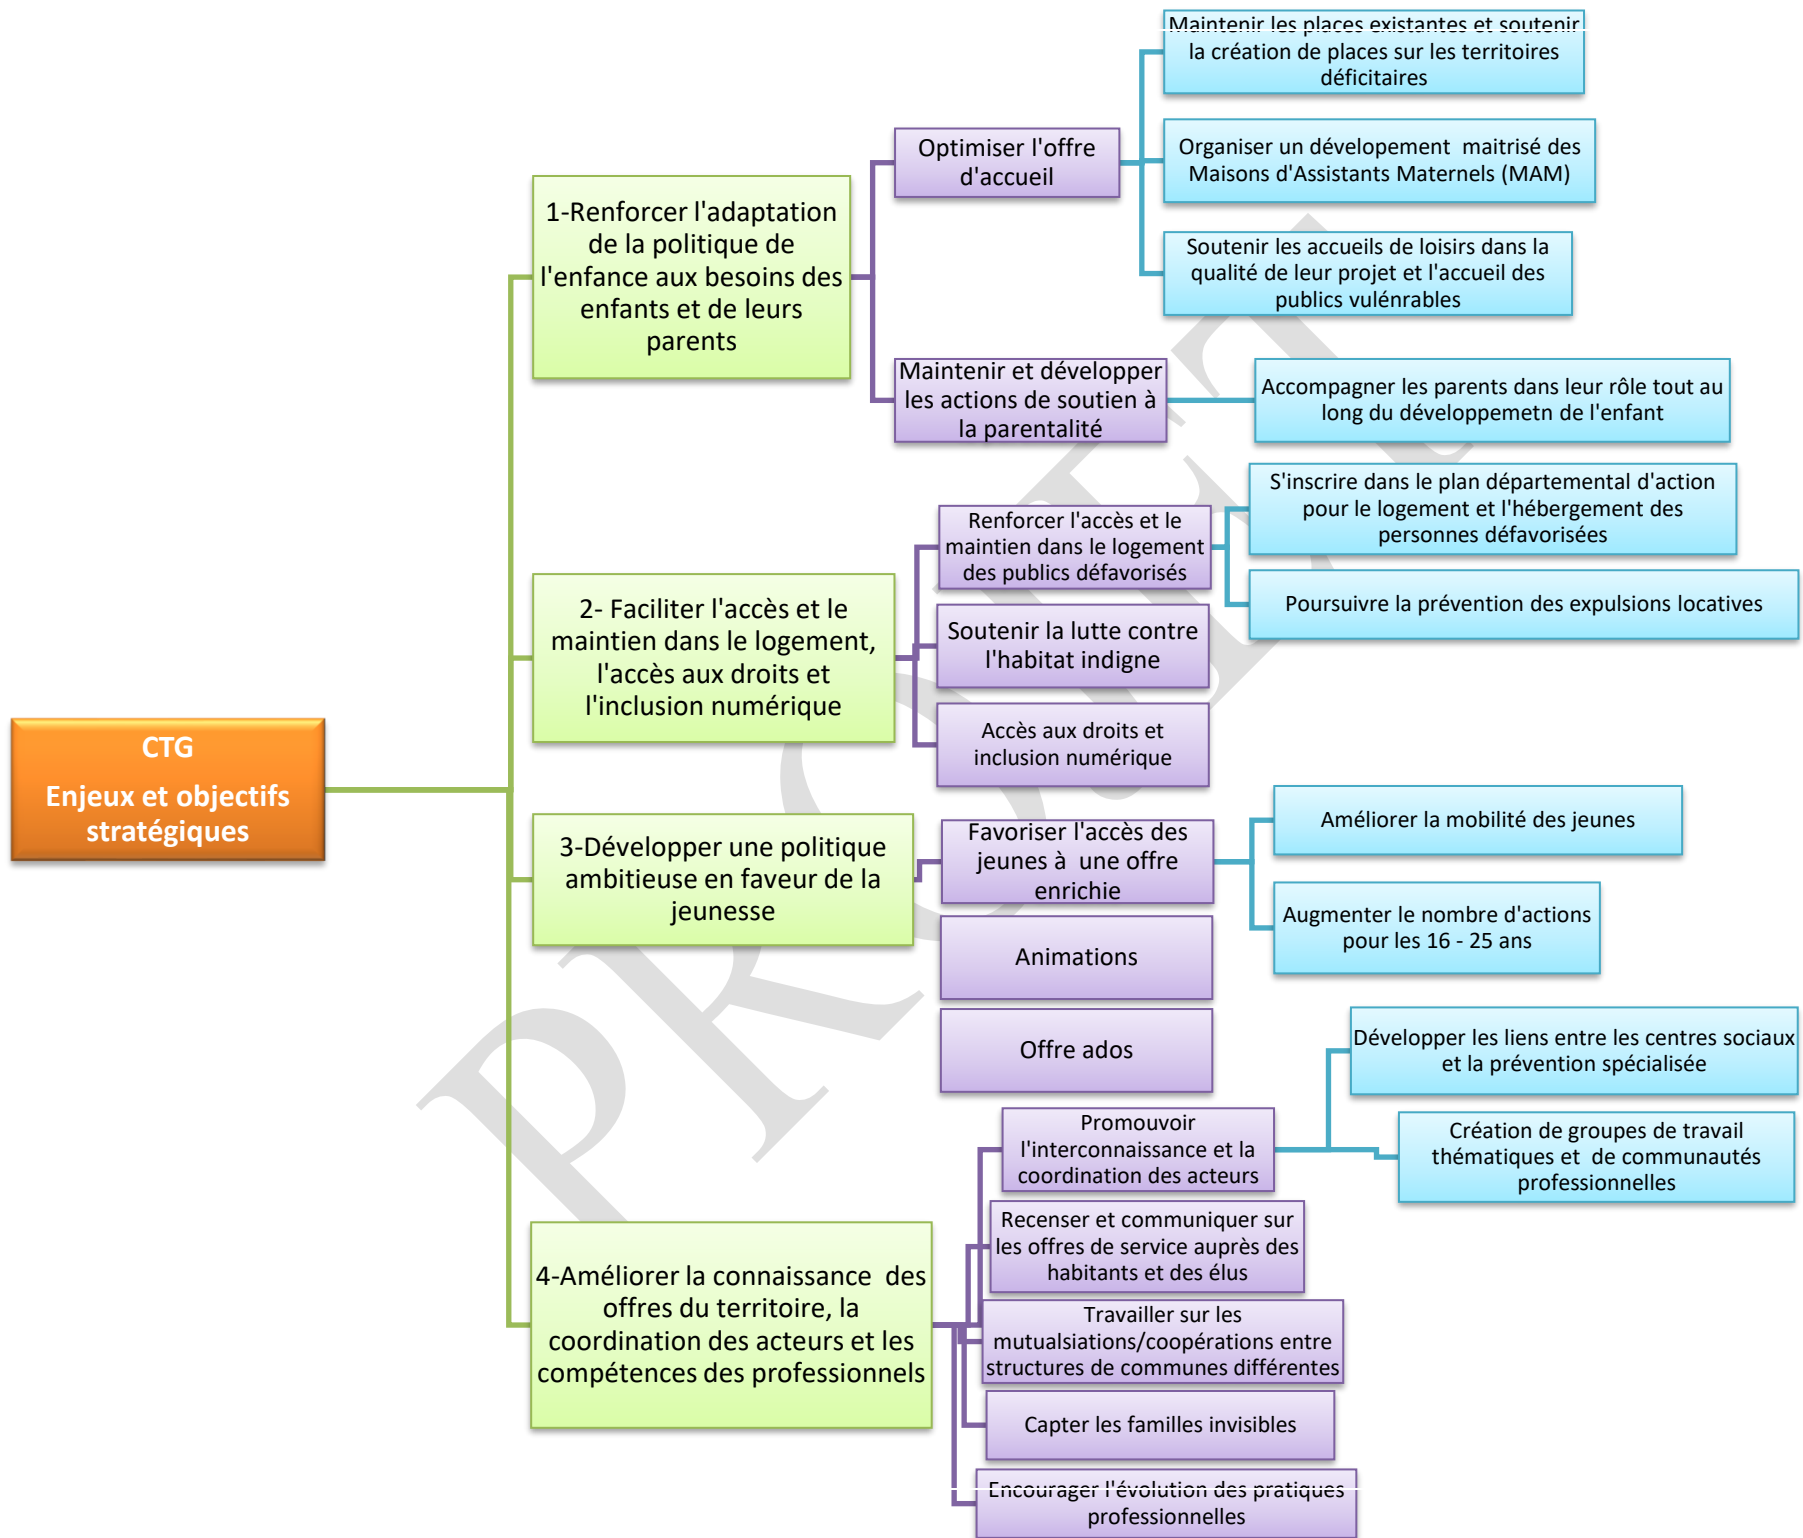 CTG
Enjeux et objectifs
stratégiques
1-Renforcer l'adaptation
de la politique de
l'enfance aux besoins des
enfants et de leurs
parents
Optimiser l'offre
d'accueil
Maintenir les places existantes et soutenir
la création de places sur les territoires
déficitaires
Organiser un dévelopement  maitrisé des
Maisons d'Assistants Maternels (MAM)
Soutenir les accueils de loisirs dans la
qualité de leur projet et l'accueil des
publics vulénrables
Maintenir et développer
les actions de soutien à
la parentalité
Accompagner les parents dans leur rôle tout au
long du développemetn de l'enfant
2- Faciliter l'accès et le
maintien dans le logement,
l'accès aux droits et
l'inclusion numérique
Renforcer l'accès et le
maintien dans le logement
des publics défavorisés
S'inscrire dans le plan départemental d'action
pour le logement et l'hébergement des
personnes défavorisées
Poursuivre la prévention des expulsions locatives
Soutenir la lutte contre
l'habitat indigne
Accès aux droits et
inclusion numérique
3-Développer une politique
ambitieuse en faveur de la
jeunesse
Favoriser l'accès des
jeunes à  une offre
enrichie
Améliorer la mobilité des jeunes
Augmenter le nombre d'actions
pour les 16 - 25 ans
Animations
Offre ados
4-Améliorer la connaissance  des
offres du territoire, la
coordination des acteurs et les
compétences des professionnels
Promouvoir
l'interconnaissance et la
coordination des acteurs
Développer les liens entre les centres sociaux
et la prévention spécialisée
Création de groupes de travail
thématiques et  de communautés
professionnelles
Recenser et communiquer sur
les offres de service auprès des
habitants et des élus
Travailler sur les
mutualsiations/coopérations entre
structures de communes différentes
Capter les familles invisibles
Encourager l'évolution des pratiques
professionnelles
PROJET